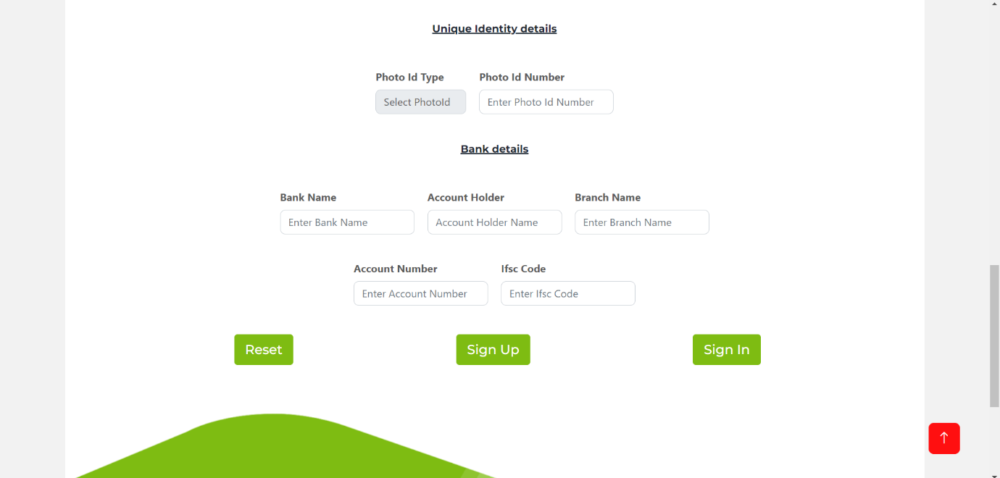 Unique Identity details
Photo Id Type Photo Id Number
Select PhotoId Enter Photo Id Number
Bank details
Bank Name Account Holder Branch Name
Enter Bank Name Account Holder Name Enter Branch Name
Account Number Ifsc Code
Enter Account Number Enter Ifsc Code
Reset Sign Up Sign In